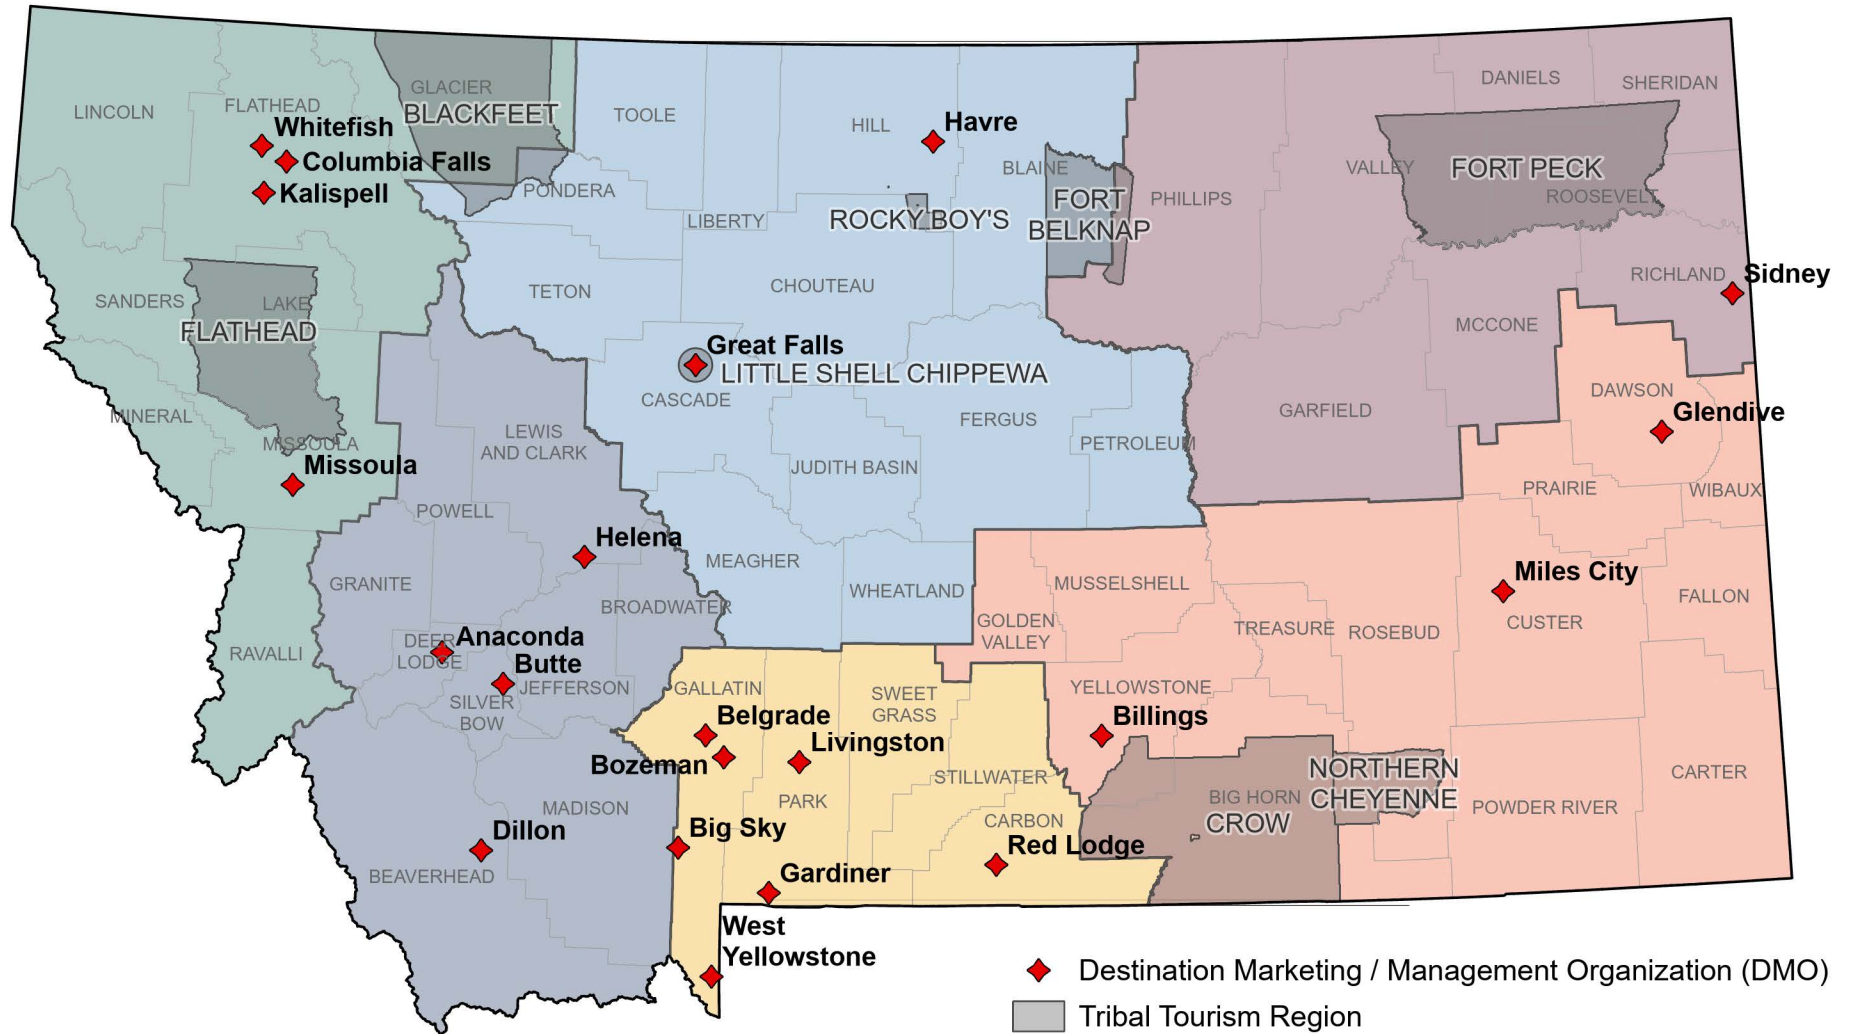 DANIELS
SHERIDAN
GLACIER
BLACKFEET
LINCOLN
FLATHEAD
Whitefish
Columbia Falls
Kalispell
TOOLE
HILL
Havre
BLAINE
VALLEY
FORT PECK
ROOSEVELT
PONDERA
LIBERTY
ROCKY BOY'S
FORT
BELKNAP
PHILLIPS
SANDERS
LAKE
FLATHEAD
TETON
CHOUTEAU
RICHLAND
Sidney
MCCONE
Great Falls
LITTLE SHELL CHIPPEWA
CASCADE
FERGUS
PETROLEUM
GARFIELD
DAWSON
Glendive
MINERAL
MISSOULA
Missoula
LEWIS
AND CLARK
JUDITH BASIN
PRAIRIE
WIBAUX
POWELL
Helena
MEAGHER
WHEATLAND
MUSSELSHELL
Miles City
CUSTER
FALLON
GRANITE
BROADWATER
GOLDEN
VALLEY
TREASURE
ROSEBUD
RAVALLI
DEER
LODGE
Anaconda
Butte
JEFFERSON
SILVER
BOW
GALLATIN
SWEET
GRASS
YELLOWSTONE
Billings
Belgrade
Livingston
Bozeman
STILLWATER
NORTHERN
CHEYENNE
CARTER
MADISON
PARK
CARBON
BIG HORN
CROW
POWDER RIVER
Dillon
Big Sky
Red Lodge
BEAVERHEAD
Gardiner
West
Yellowstone
Destination Marketing / Management Organization (DMO)
Tribal Tourism Region